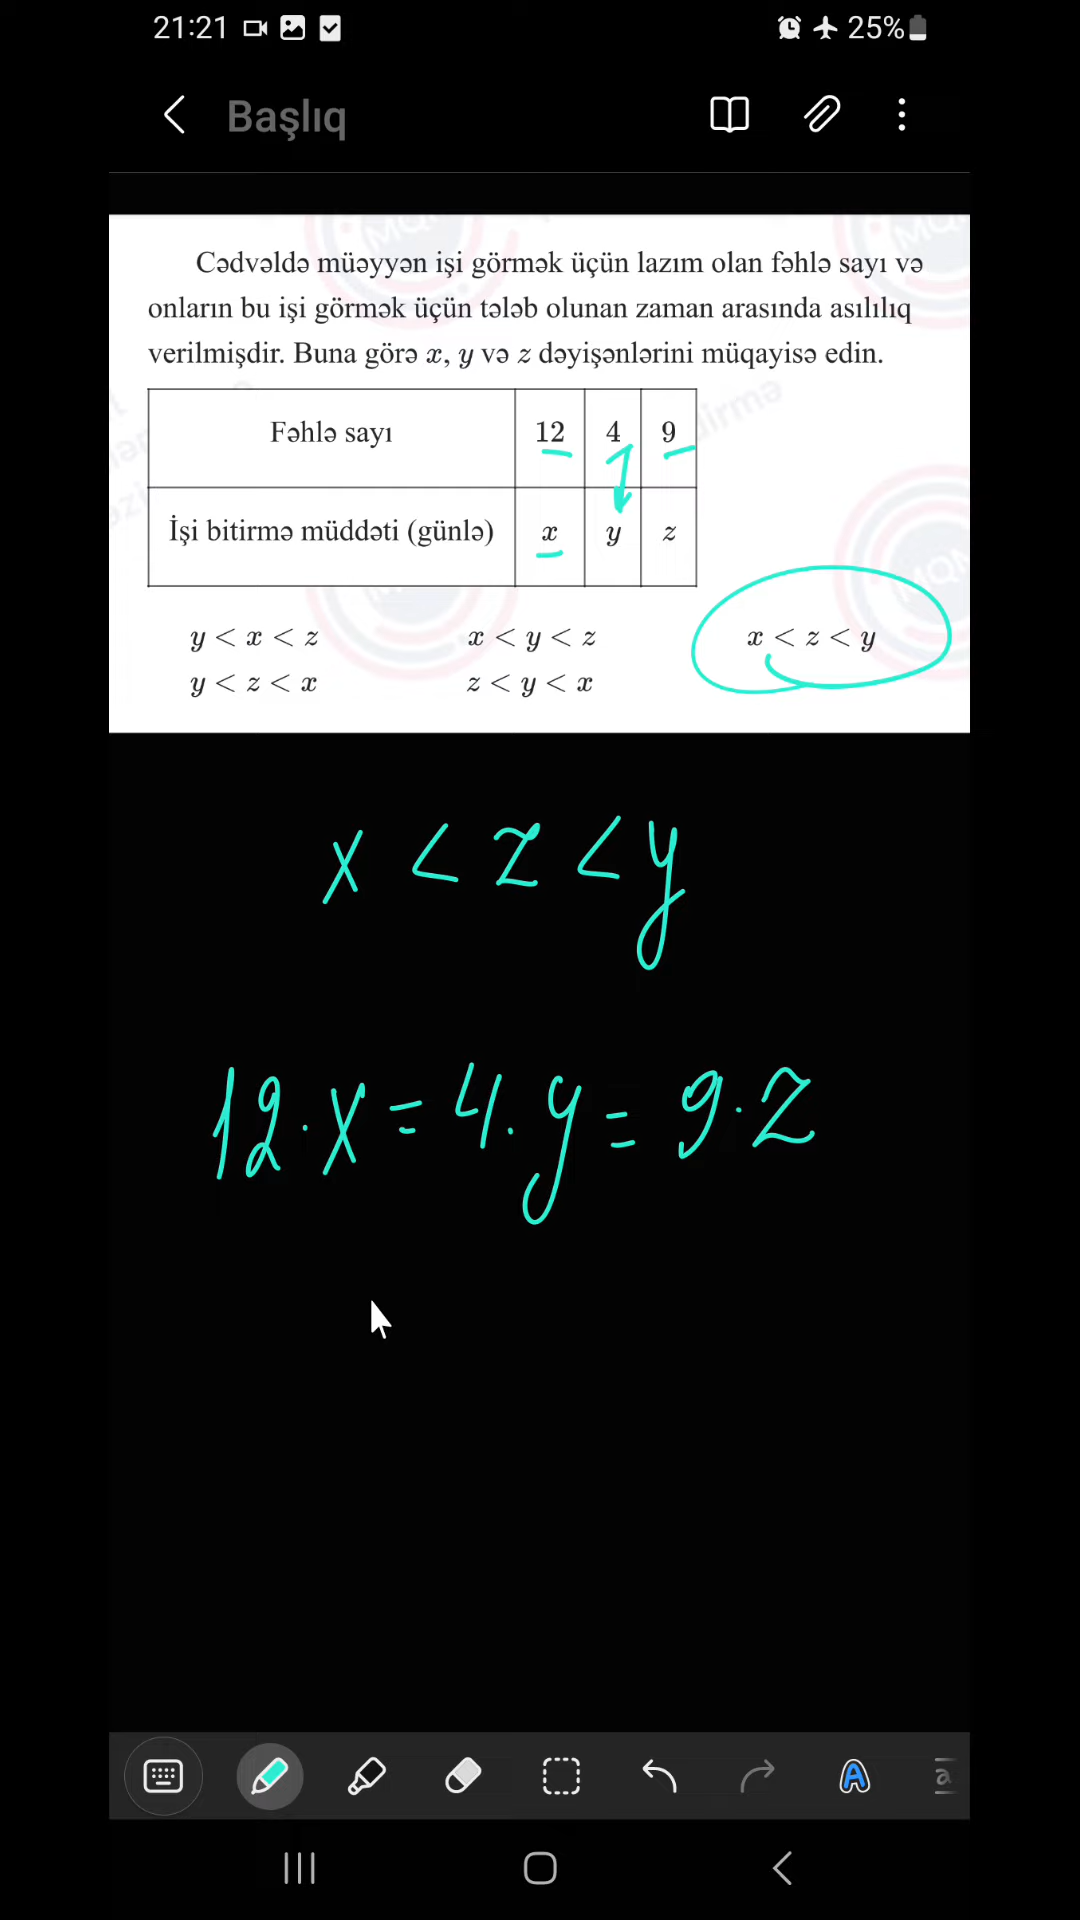 21:21 25%
Başlıq
Cədvəldə müəyyən işi görmək üçün lazım olan fəhlə sayı və
onların bu işi görmək üçün tələb olunan zaman arasında asılılıq
verilmişdir. Buna görə x, y və z dəyişənlərini müqayisə edin.
Fəhlə sayı 12 4 9
İşi bitirmə müddəti (günlə) x y z
y < x < z x < y < z x < z < y
y < z < x z < y < x
x < z < y
12 · x = 4 · y = 9 · z
A a